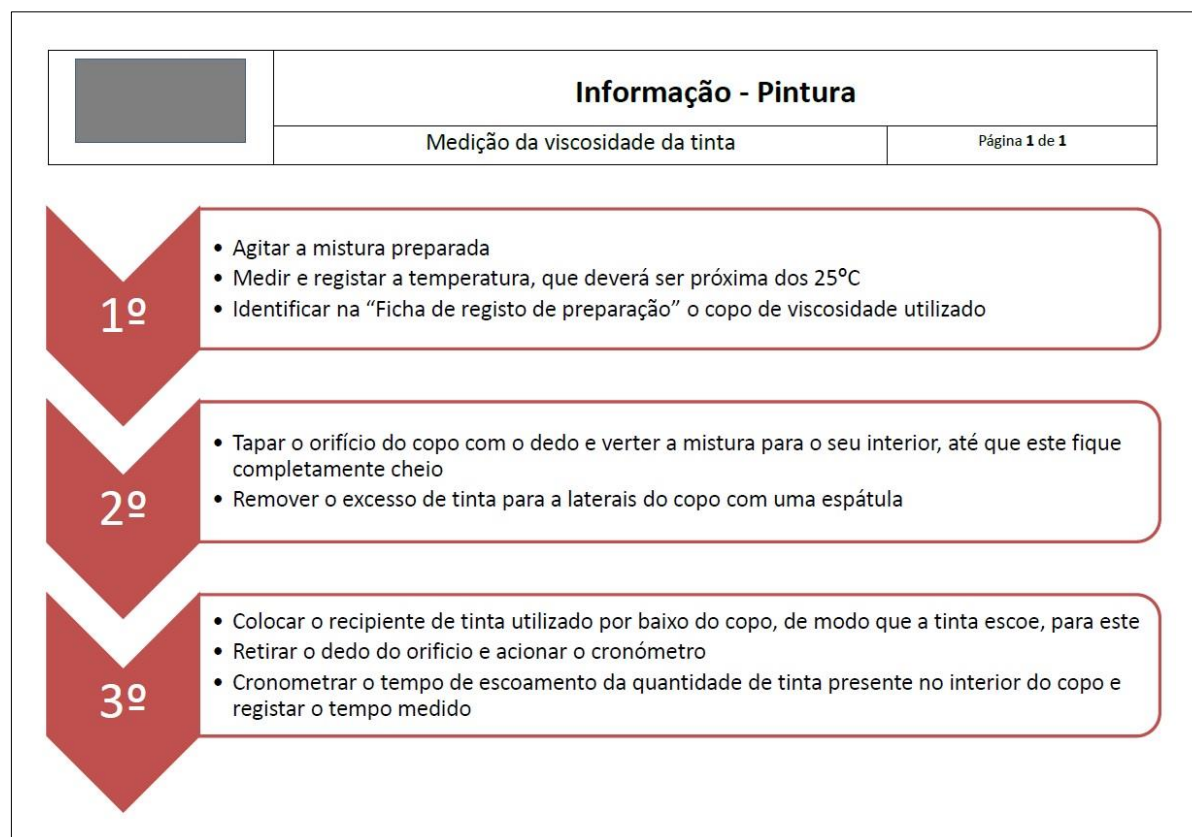 Informação - Pintura
Medição da viscosidade da tinta
Página 1 de 1
1º
• Agitar a mistura preparada
• Medir e registar a temperatura, que deverá ser próxima dos 25ºC
• Identificar na “Ficha de registo de preparação” o copo de viscosidade utilizado
2º
• Tapar o orifício do copo com o dedo e verter a mistura para o seu interior, até que este fique
completamente cheio
• Remover o excesso de tinta para a laterais do copo com uma espátula
3º
• Colocar o recipiente de tinta utilizado por baixo do copo, de modo que a tinta escoe, para este
• Retirar o dedo do orificio e acionar o cronómetro
• Cronometrar o tempo de escoamento da quantidade de tinta presente no interior do copo e
registar o tempo medido